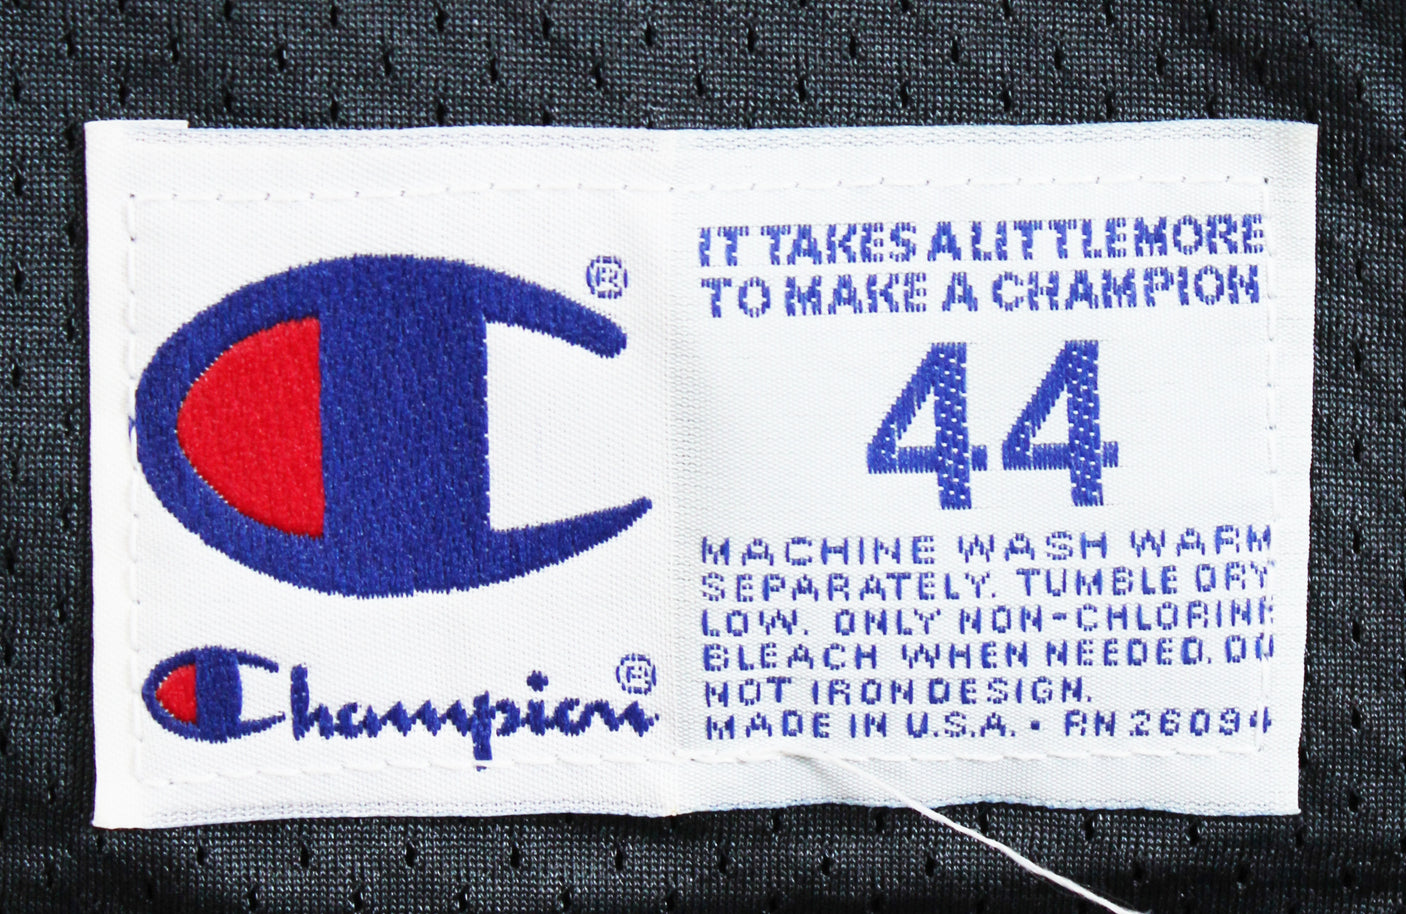 ®
Champion®
IT TAKES A LITTLE MORE
TO MAKE A CHAMPION
44
MACHINE WASH WARM
SEPARATELY. TUMBLE DRY
LOW. ONLY NON-CHLORINE
BLEACH WHEN NEEDED. DO
NOT IRON DESIGN.
MADE IN U.S.A. • RN 26094